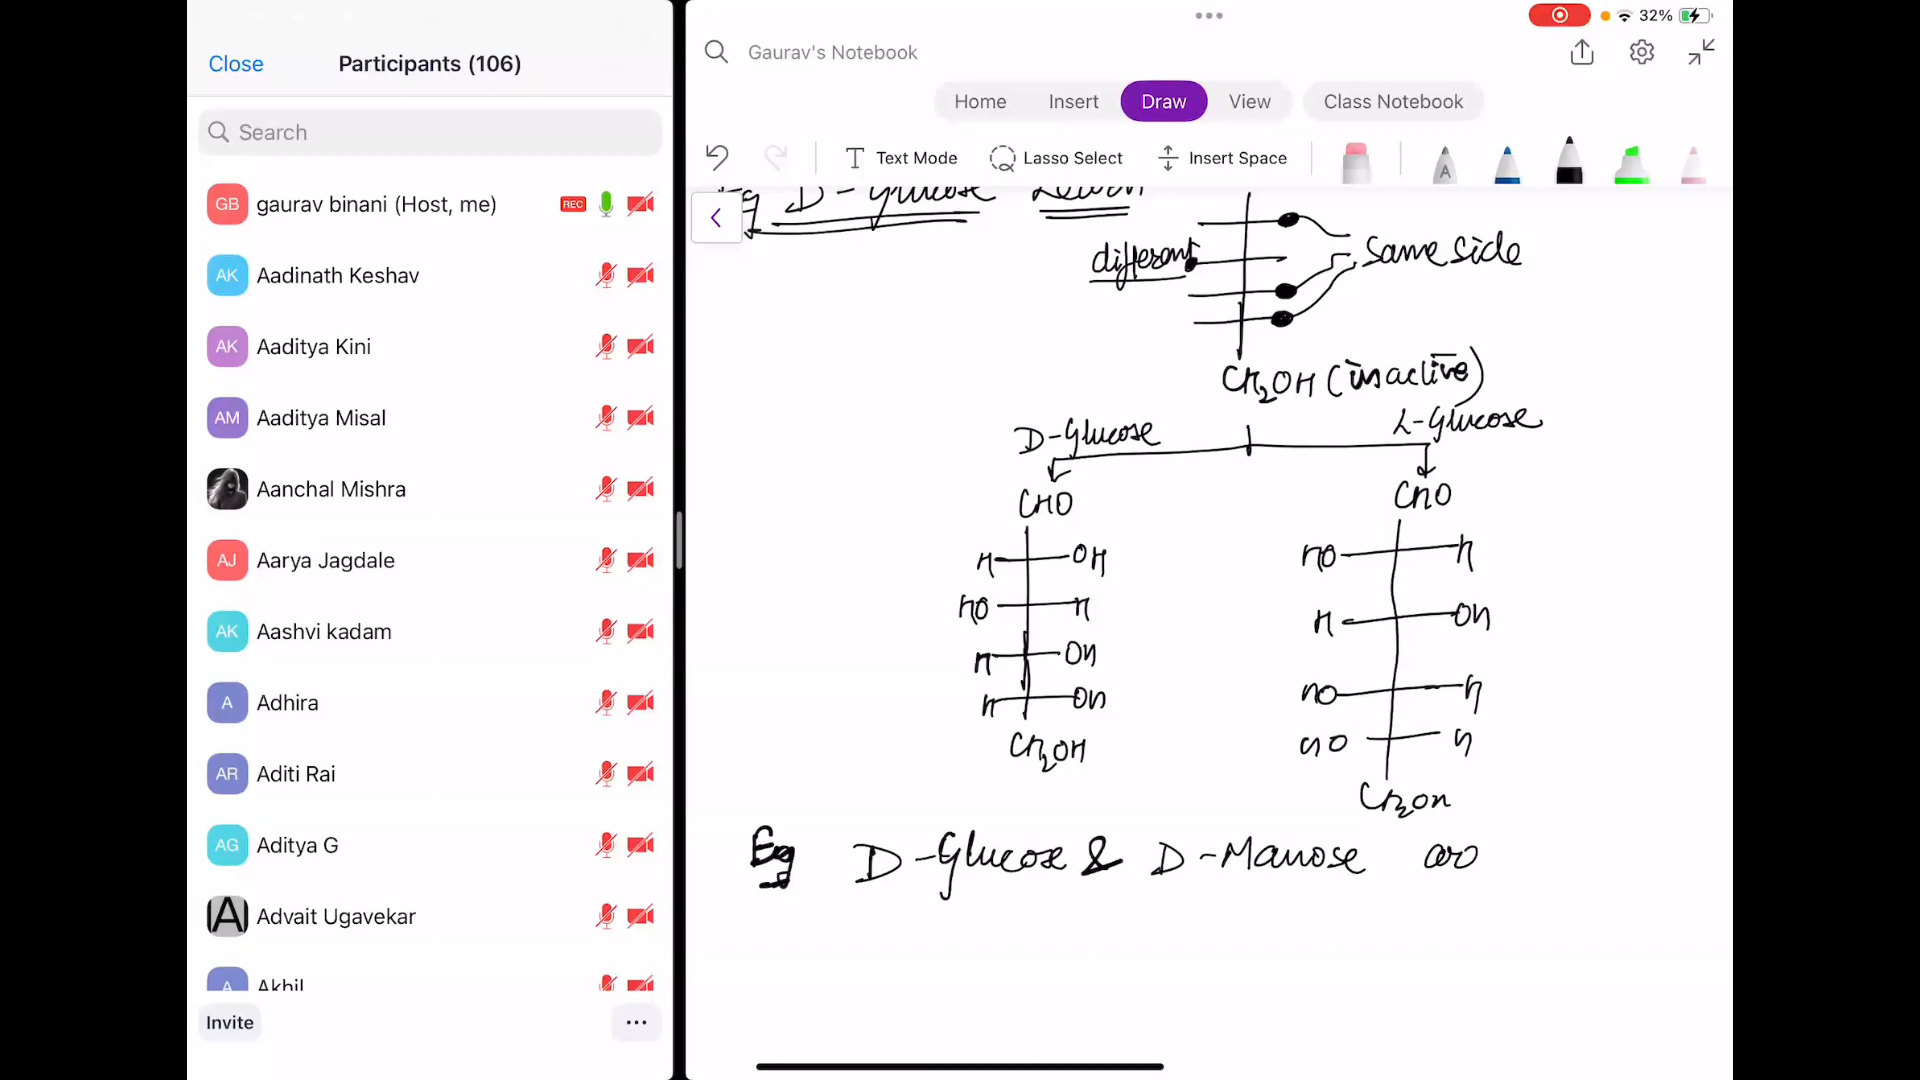 32%
Close
Participants (106)
Search
GB gaurav binani (Host, me) REC
AK Aadinath Keshav
AK Aaditya Kini
AM Aaditya Misal
Aanchal Mishra
AJ Aarya Jagdale
AK Aashvi kadam
A Adhira
AR Aditi Rai
AG Aditya G
A Advait Ugavekar
A Akhil
Invite
Gaurav's Notebook
Home Insert Draw View Class Notebook
Text Mode Lasso Select Insert Space A
Eg D-Glucose
different same side
CH₂OH (inactive)
D-Glucose L-Glucose
CHO CHO
H OH HO H
HO H H OH
H OH HO H
H OH HO H
CH₂OH CH₂OH
Eg D-Glucose & D-Manose are